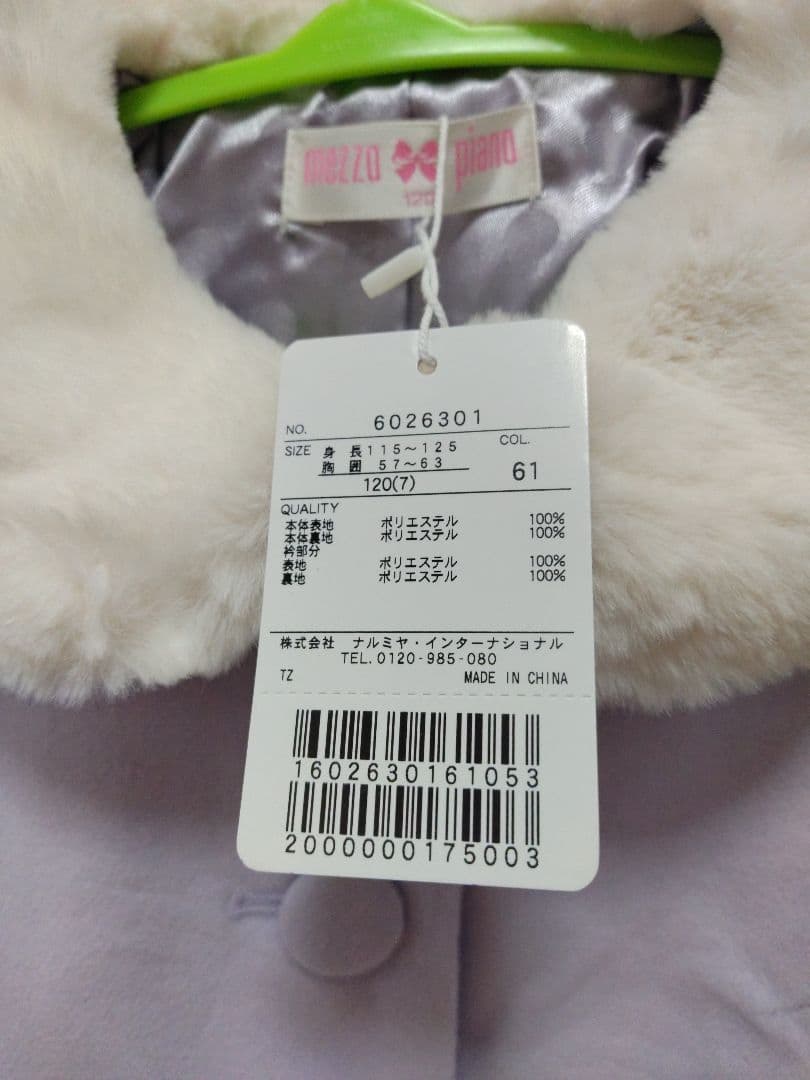 mezzo piano
120
NO. 6026301
SIZE 身長 115～125 COL.
胸囲 57～63
120(7) 61
QUALITY
本体表地 ポリエステル 100%
本体裏地 ポリエステル 100%
衿部分
表地 ポリエステル 100%
裏地 ポリエステル 100%
株式会社 ナルミヤ・インターナショナル
TEL.0120-985-080
TZ MADE IN CHINA
1602630161053
2000000175003